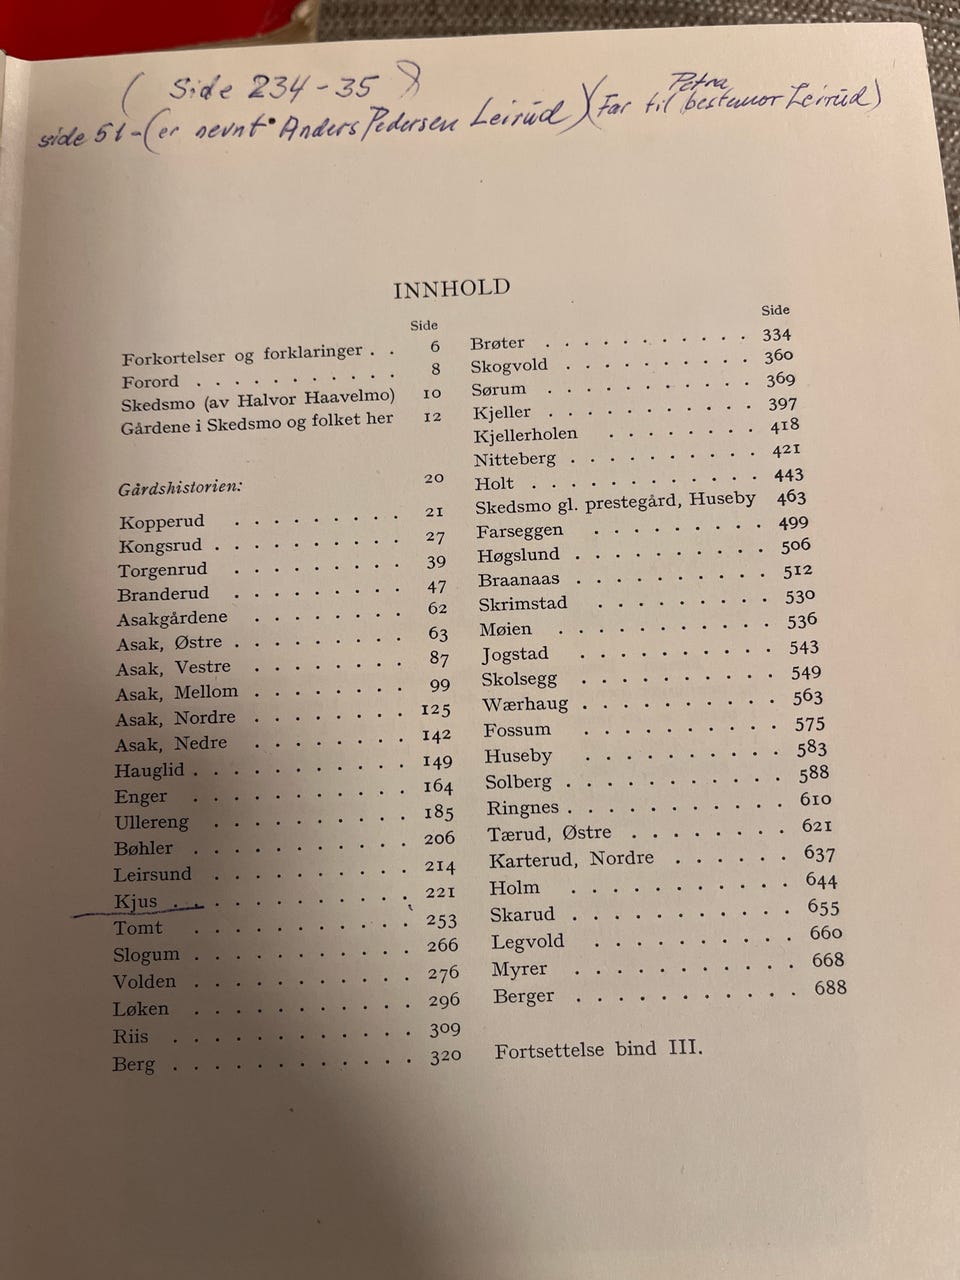 ( Side 234-35 )
side 51-(er nevnt Anders Pedersen Leirud)(Far til Petra bestemor Leirud)
INNHOLD
Side
Forkortelser og forklaringer . . 6
Forord . . . . . . . . . . . 8
Skedsmo (av Halvor Haavelmo) 10
Gårdene i Skedsmo og folket her 12
Gårdshistorien: 20
Kopperud . . . . . . . . 21
Kongsrud . . . . . . . . . 27
Torgenrud . . . . . . . . 39
Branderud . . . . . . . . 47
Asakgårdene . . . . . . . 62
Asak, Østre . . . . . . . . 63
Asak, Vestre . . . . . . . 87
Asak, Mellom . . . . . . . 99
Asak, Nordre . . . . . . . 125
Asak, Nedre . . . . . . . 142
Hauglid . . . . . . . . . . 149
Enger . . . . . . . . . . 164
Ullereng . . . . . . . . . 185
Bøhler . . . . . . . . . . 206
Leirsund . . . . . . . . . 214
Kjus . . . . . . . . . . . 221
Tomt . . . . . . . . . . 253
Slogum . . . . . . . . . . 266
Volden . . . . . . . . . . 276
Løken . . . . . . . . . . 296
Riis . . . . . . . . . . . 309
Berg . . . . . . . . . . . 320
Side
Brøter . . . . . . . . . . 334
Skogvold . . . . . . . . . 360
Sørum . . . . . . . . . . 369
Kjeller . . . . . . . . . . . 397
Kjellerholen . . . . . . . . 418
Nitteberg . . . . . . . . . 421
Holt . . . . . . . . . . . 443
Skedsmo gl. prestegård, Huseby 463
Farseggen . . . . . . . . 499
Høgslund . . . . . . . . . 506
Braanaas . . . . . . . . . 512
Skrimstad . . . . . . . . 530
Møien . . . . . . . . . . 536
Jogstad . . . . . . . . . 543
Skolsegg . . . . . . . . . 549
Wærhaug . . . . . . . . . 563
Fossum . . . . . . . . . 575
Huseby . . . . . . . . . 583
Solberg . . . . . . . . . . 588
Ringnes . . . . . . . . . . 610
Tærud, Østre . . . . . . . 621
Karterud, Nordre . . . . . 637
Holm . . . . . . . . . . 644
Skarud . . . . . . . . . . 655
Legvold . . . . . . . . . 660
Myrer . . . . . . . . . . 668
Berger . . . . . . . . . . 688
Fortsettelse bind III.